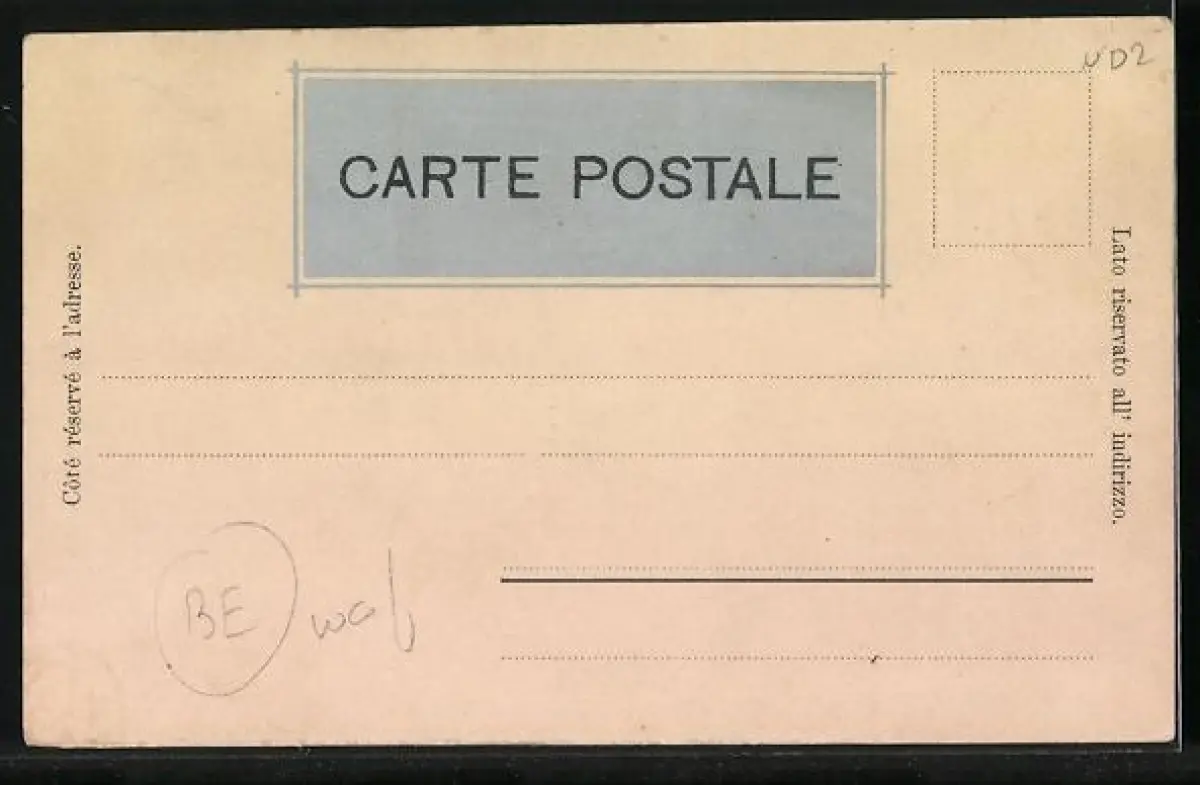 VD2
CARTE POSTALE
Côté réservé à l'adresse.
Lato riservato all' indirizzo.
BE